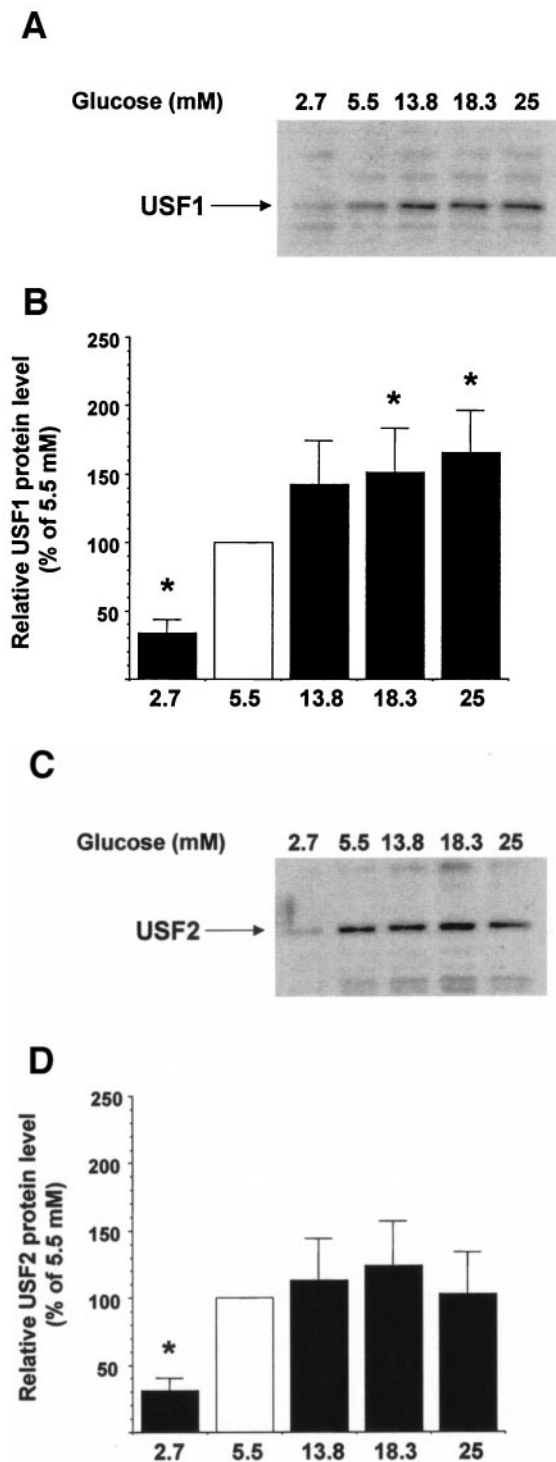 A
Glucose (mM) 2.7 5.5 13.8 18.3 25
USF1
B
Relative USF1 protein level
(% of 5.5 mM)
250
200
150
100
50
* * *
2.7 5.5 13.8 18.3 25
C
Glucose (mM) 2.7 5.5 13.8 18.3 25
USF2
D
Relative USF2 protein level
(% of 5.5 mM)
250
200
150
100
50
*
2.7 5.5 13.8 18.3 25